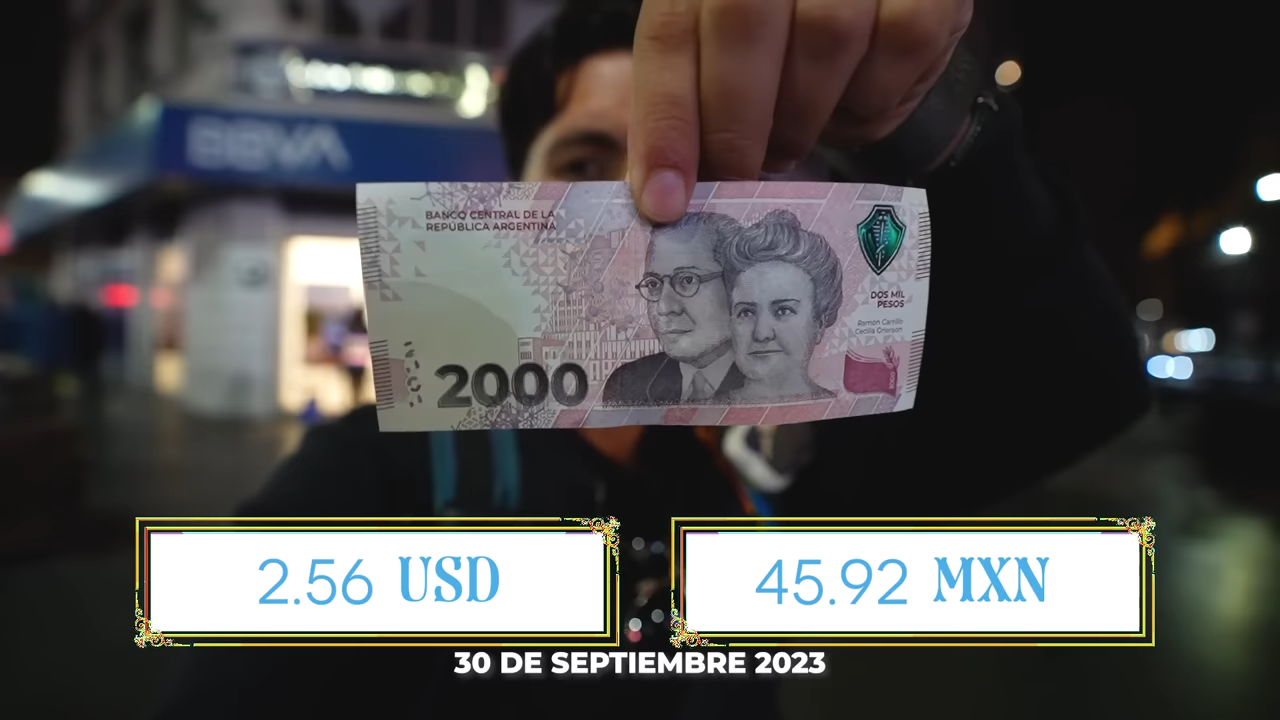 BBVA
BANCO CENTRAL DE LA
REPÚBLICA ARGENTINA
DOS MIL
PESOS
Ramón Carrillo
Cecilia Grierson
2000
2.56 USD
45.92 MXN
30 DE SEPTIEMBRE 2023